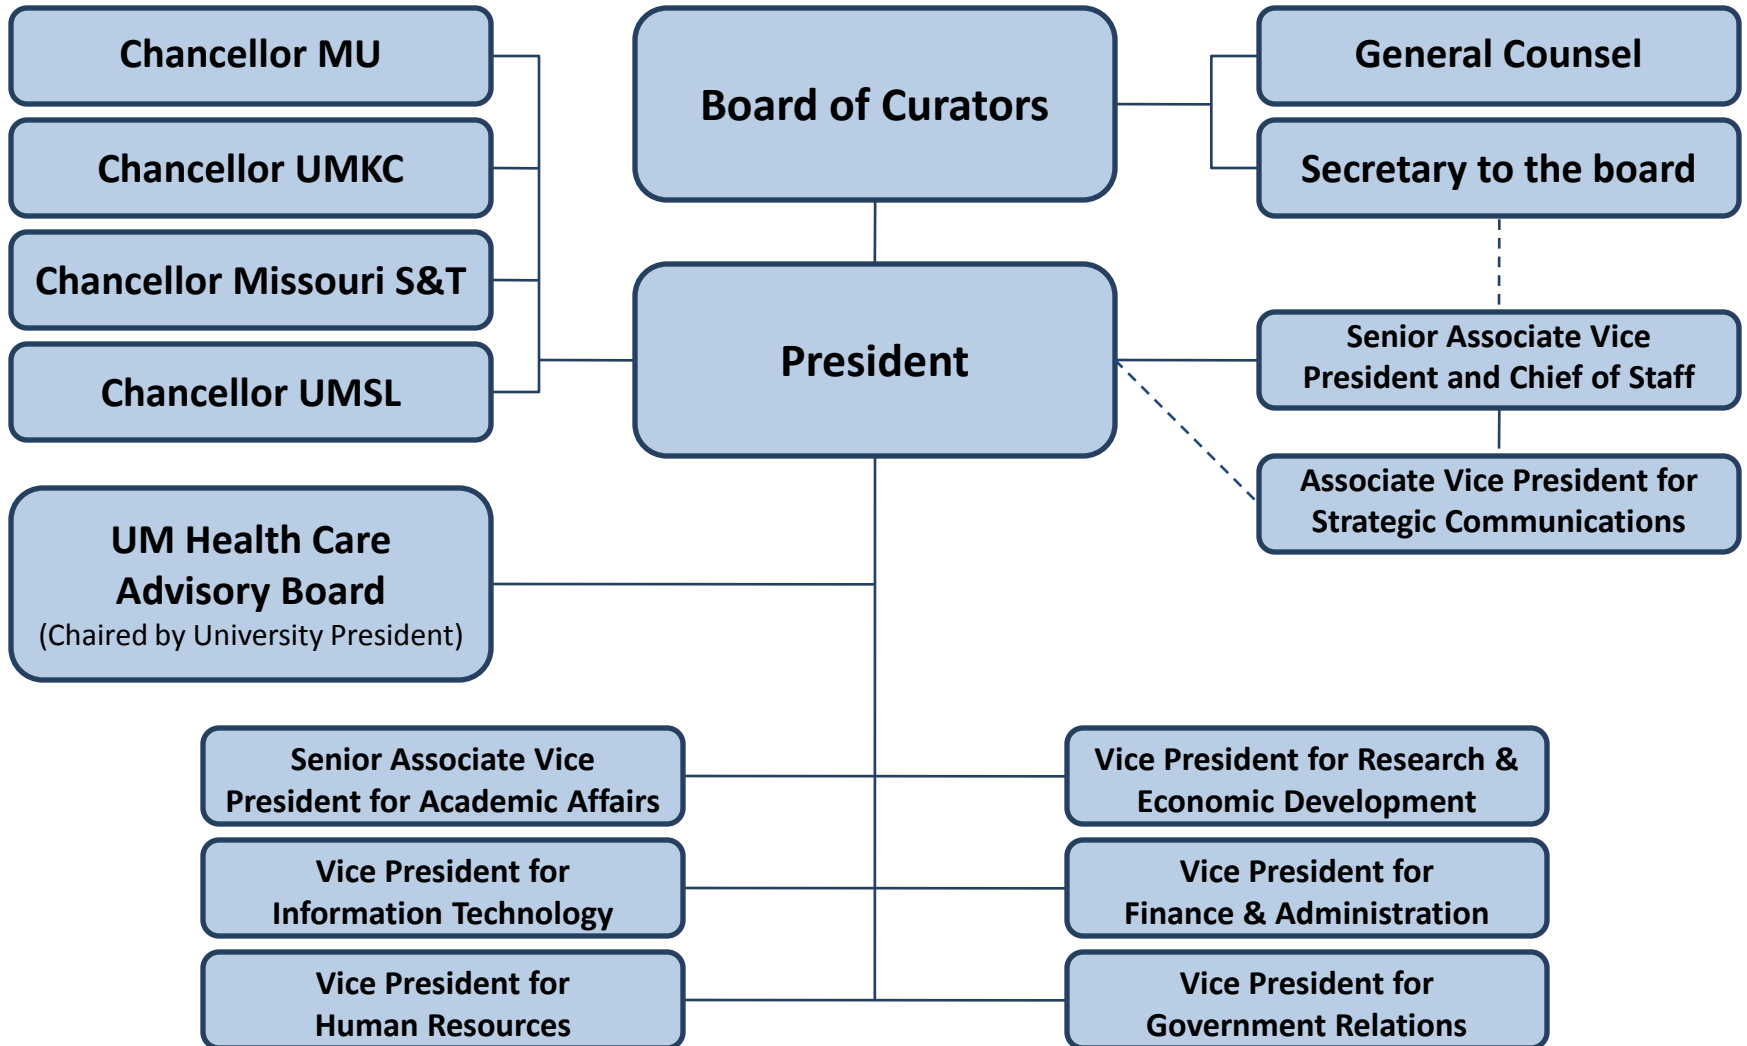 Chancellor MU
Chancellor UMKC
Chancellor Missouri S&T
Chancellor UMSL
Board of Curators
President
General Counsel
Secretary to the board
Senior Associate Vice
President and Chief of Staff
Associate Vice President for
Strategic Communications
UM Health Care
Advisory Board
(Chaired by University President)
Senior Associate Vice
President for Academic Affairs
Vice President for Research &
Economic Development
Vice President for
Information Technology
Vice President for
Finance & Administration
Vice President for
Human Resources
Vice President for
Government Relations